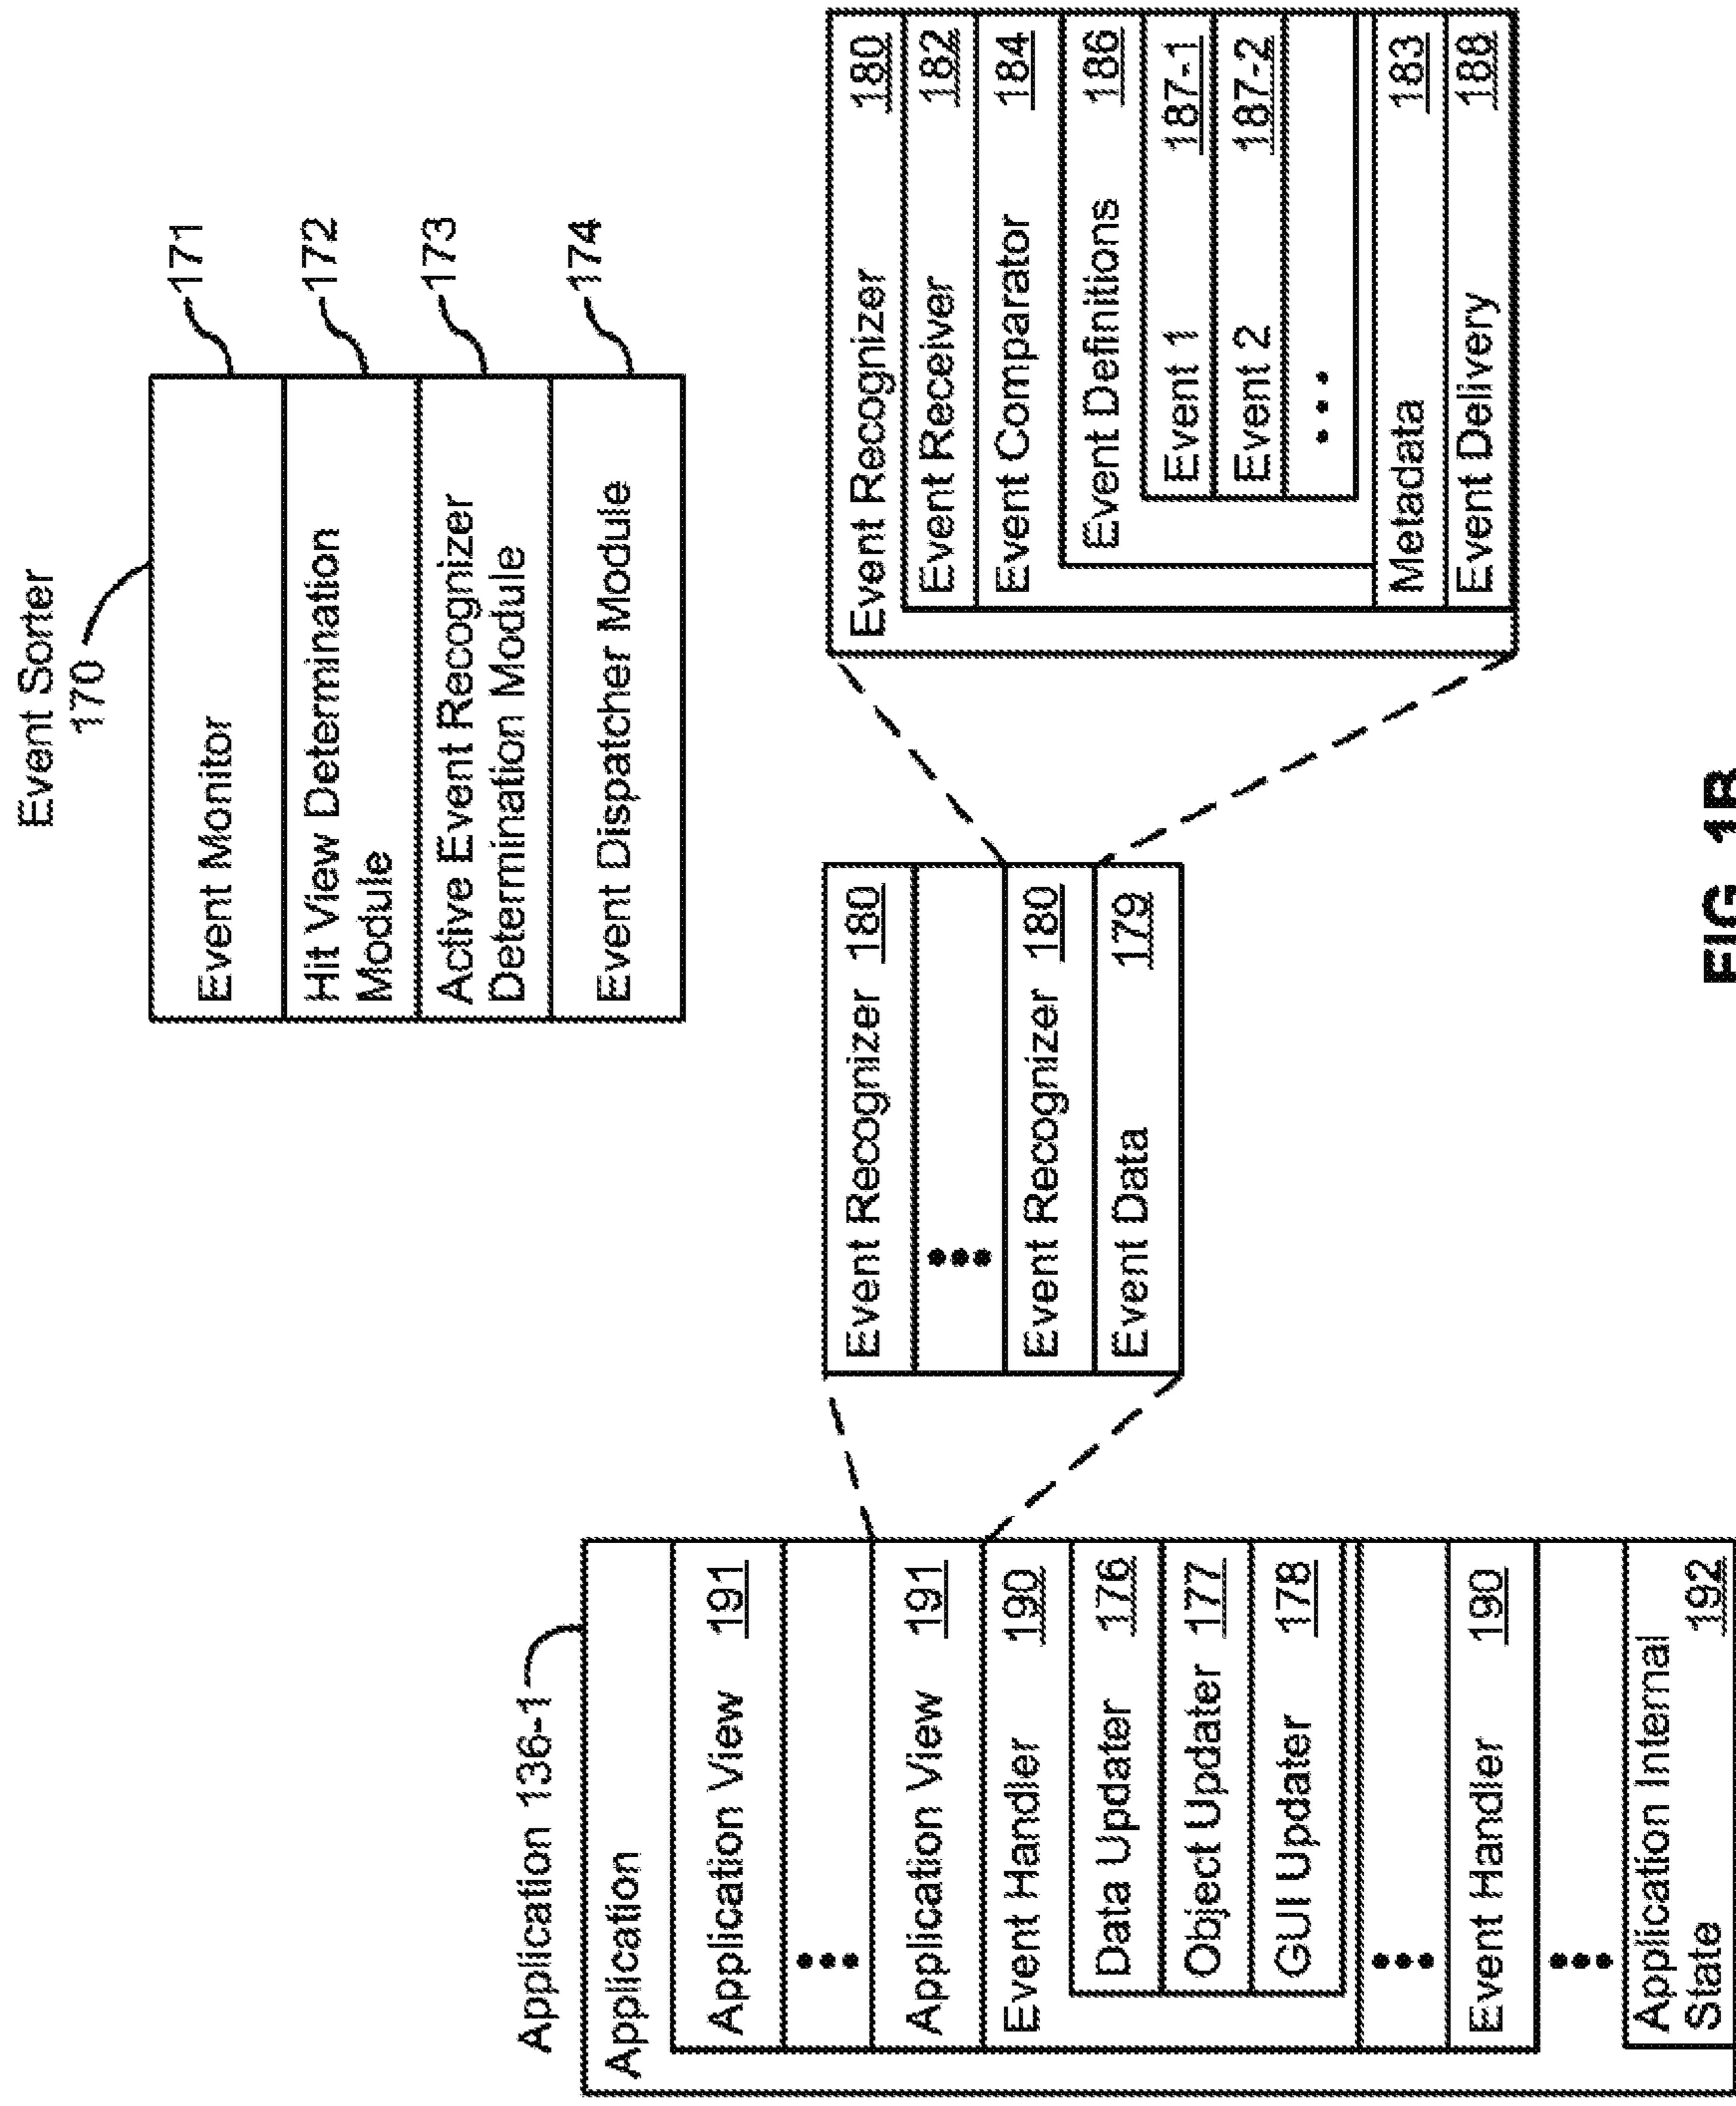 Event Sorter
170
Event Monitor
171
Hit View Determination
Module
172
Active Event Recognizer
Determination Module
173
Event Dispatcher Module
174
Application 136-1
Application
Application View 191
Application View 191
Event Handler 190
Data Updater 176
Object Updater 177
GUI Updater 178
Event Handler 190
Application Internal
State 192
Event Recognizer 180
Event Recognizer 180
Event Data 179
Event Recognizer 180
Event Receiver 182
Event Comparator 184
Event Definitions 186
Event 1 187-1
Event 2 187-2
Metadata 183
Event Delivery 188
FIG. 1B